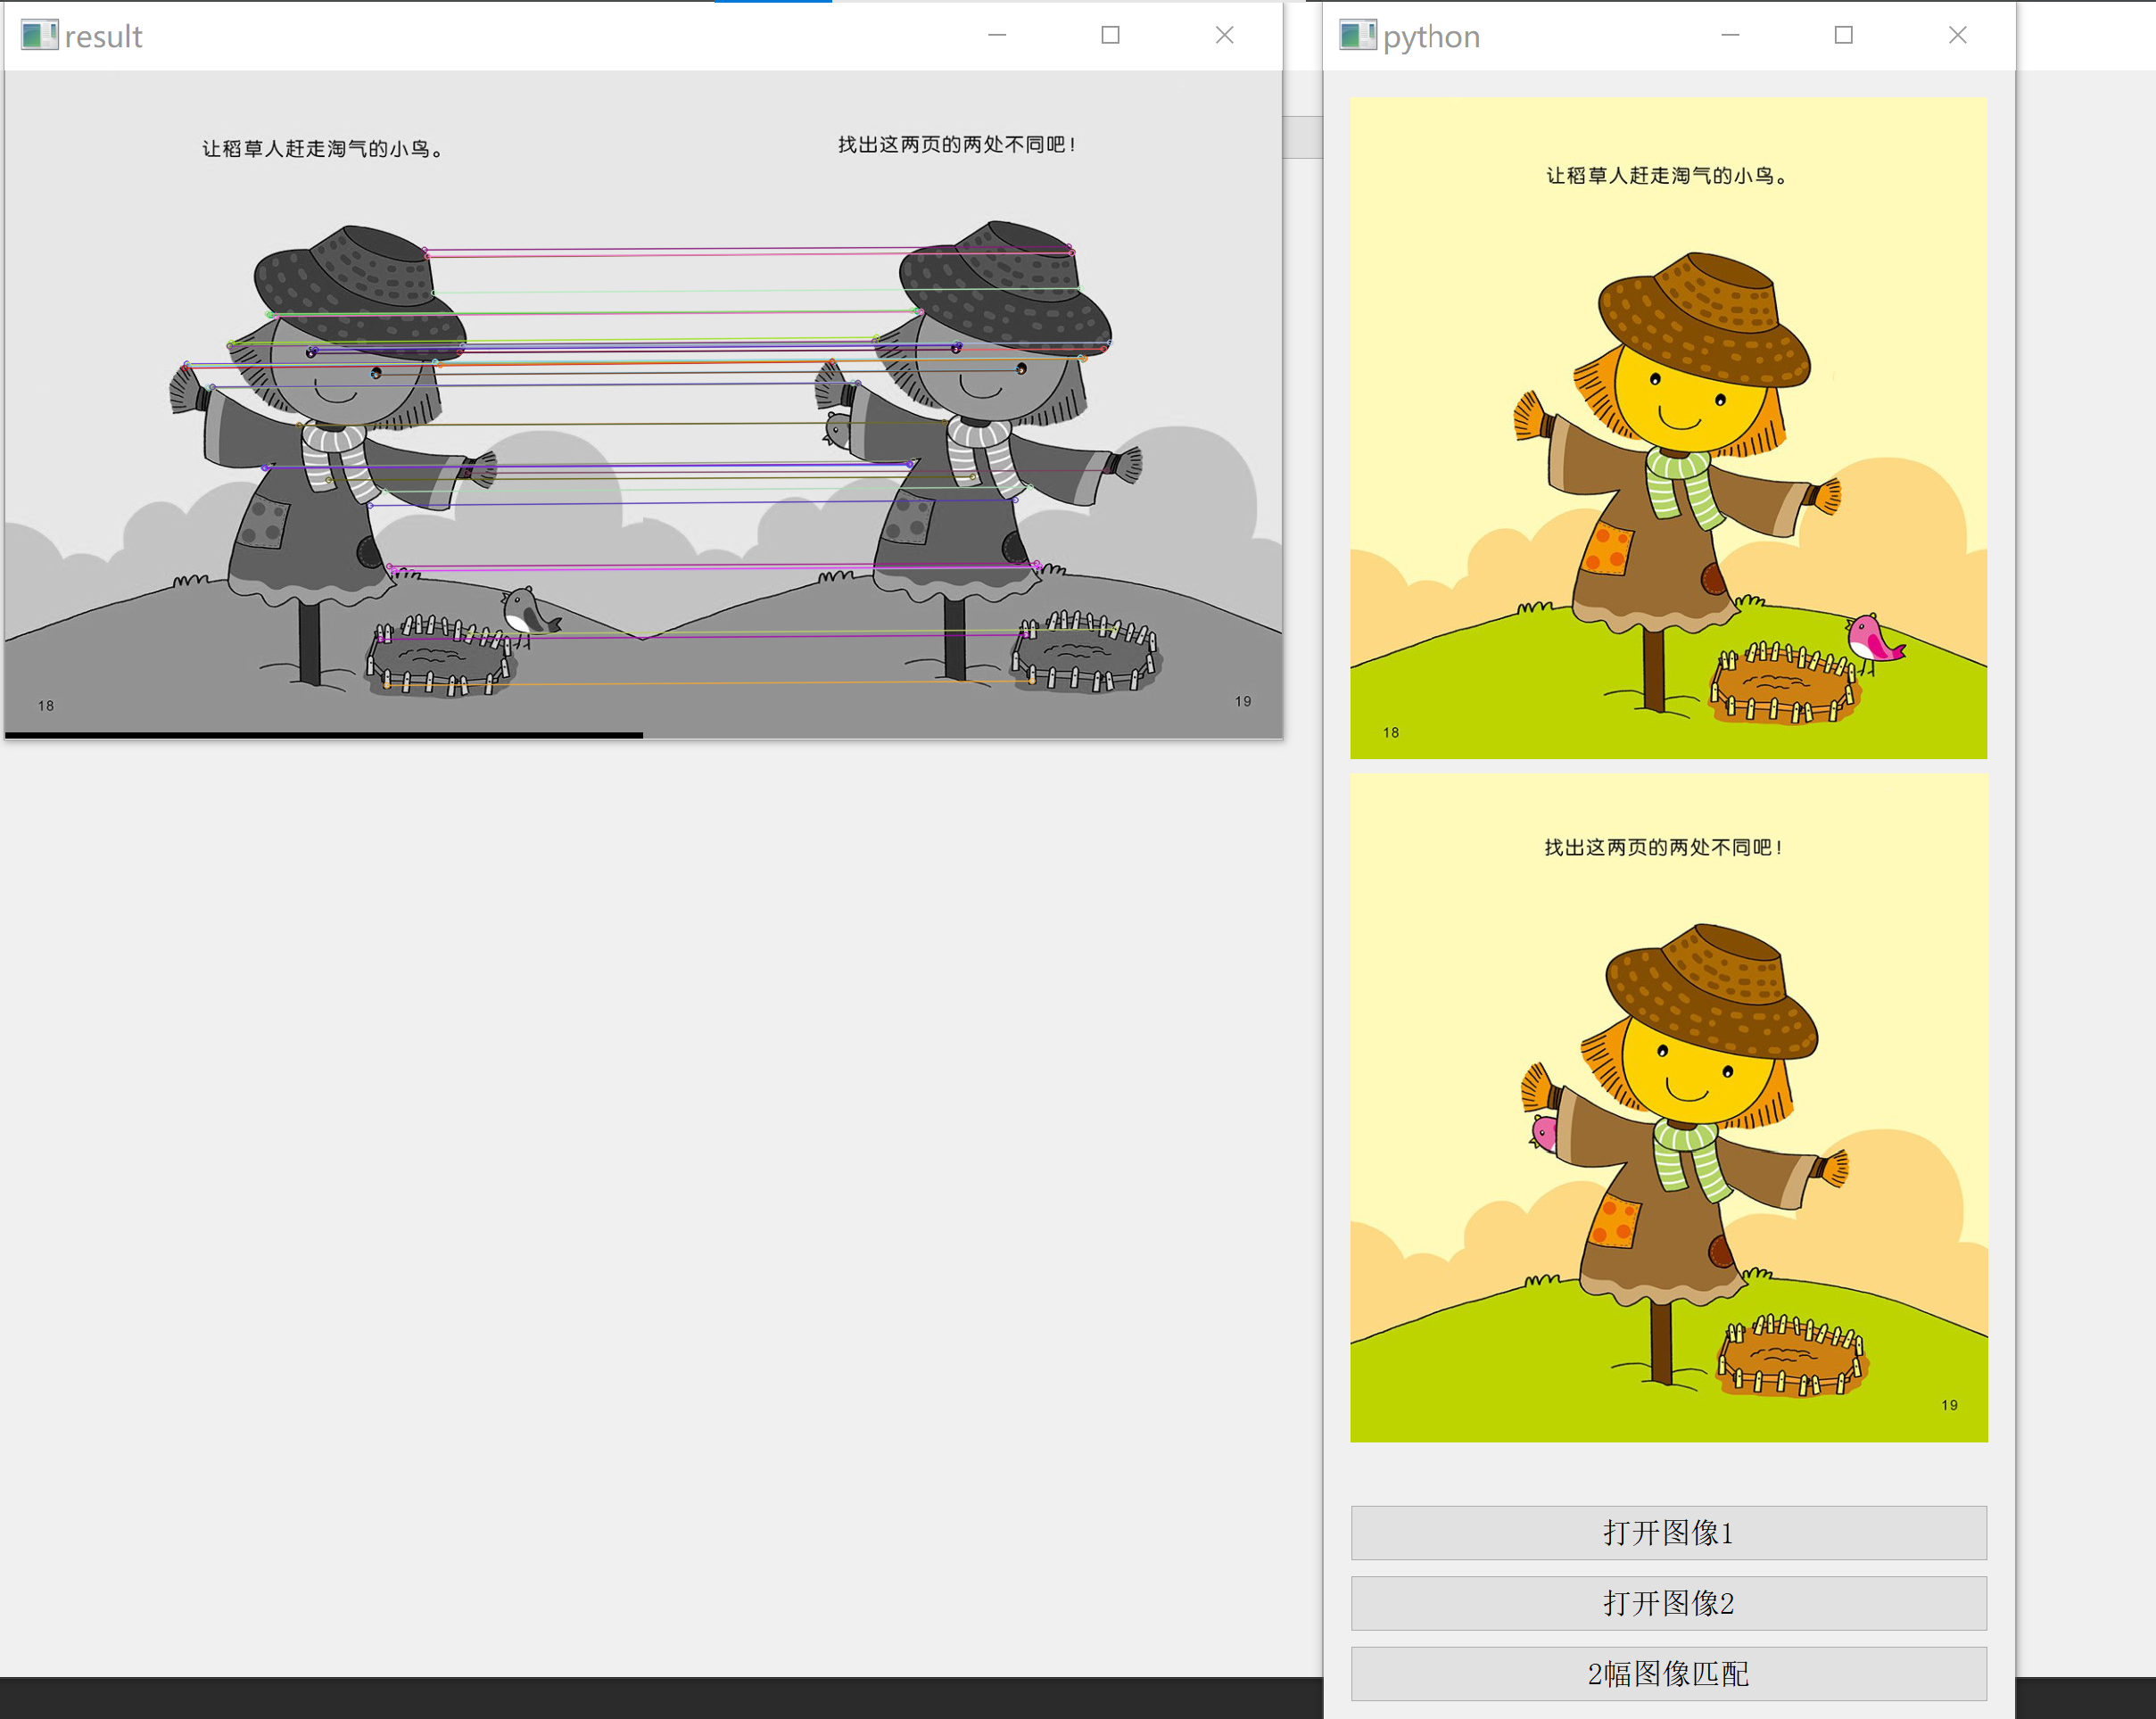 result
让稻草人赶走淘气的小鸟。
找出这两页的两处不同吧!
18
19
python
让稻草人赶走淘气的小鸟。
18
找出这两页的两处不同吧!
19
打开图像1
打开图像2
2幅图像匹配